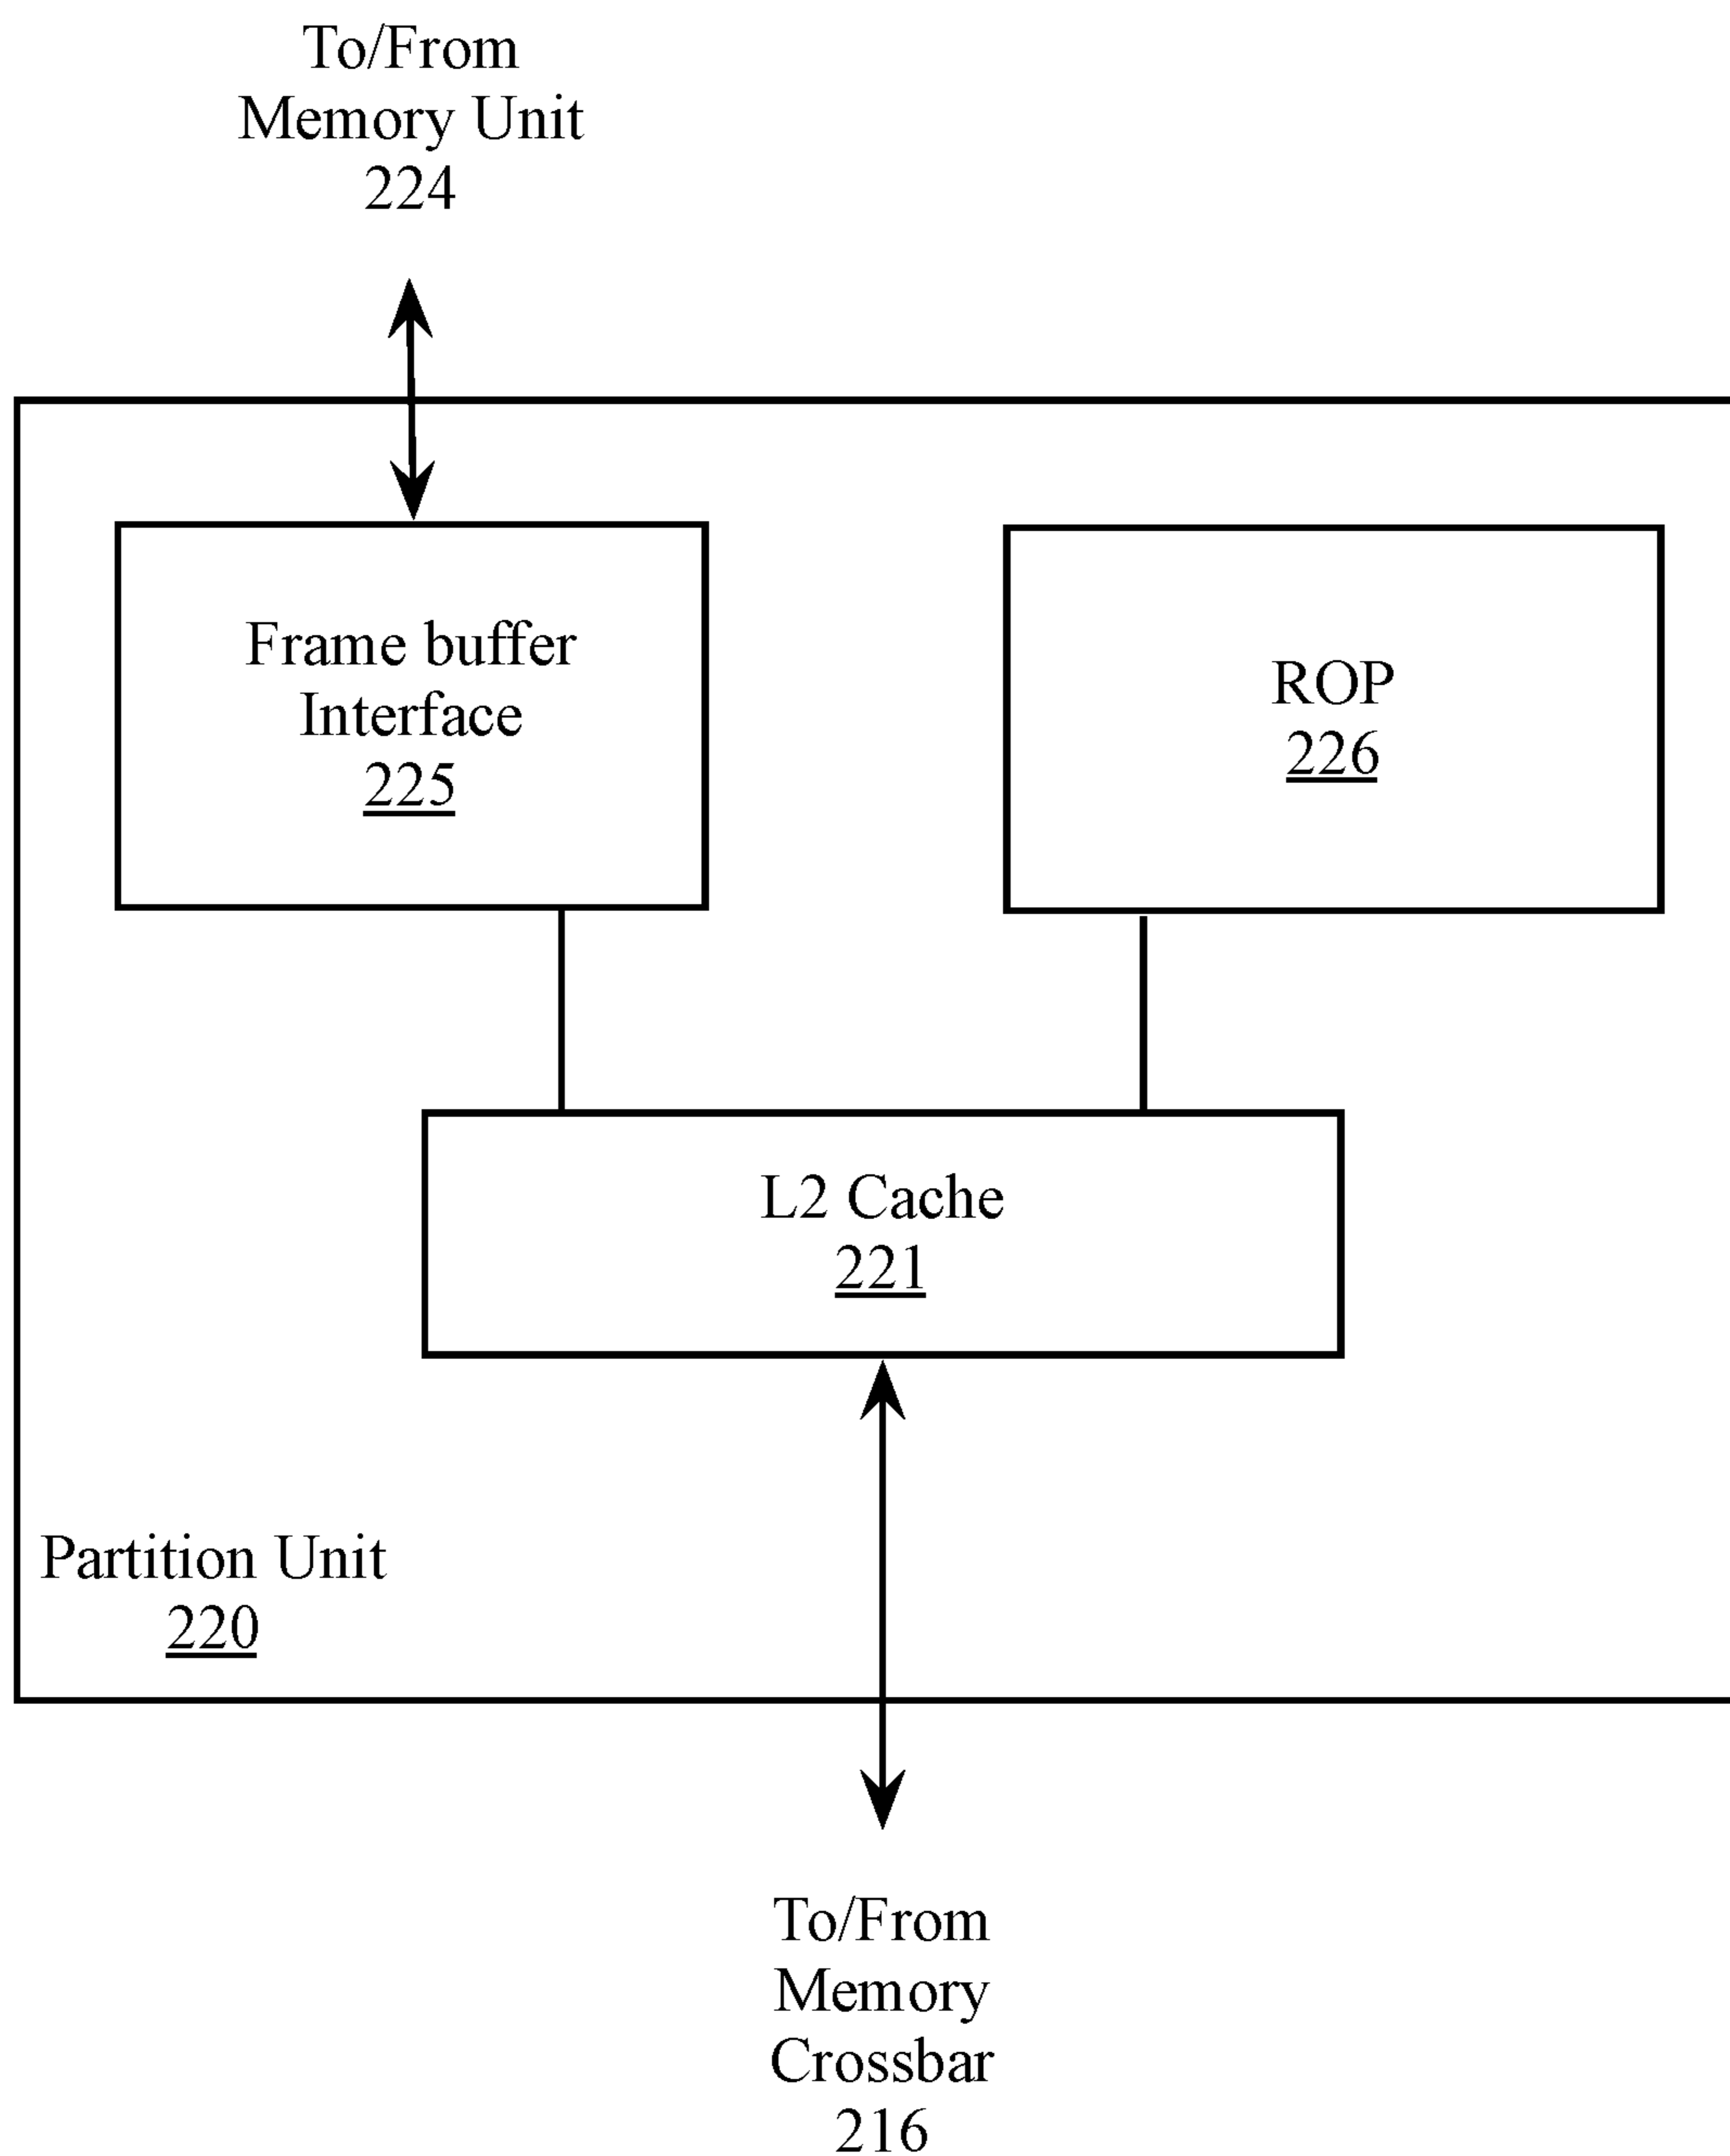 To/From
Memory Unit
224
Frame buffer
Interface
225
ROP
226
L2 Cache
221
Partition Unit
220
To/From
Memory
Crossbar
216